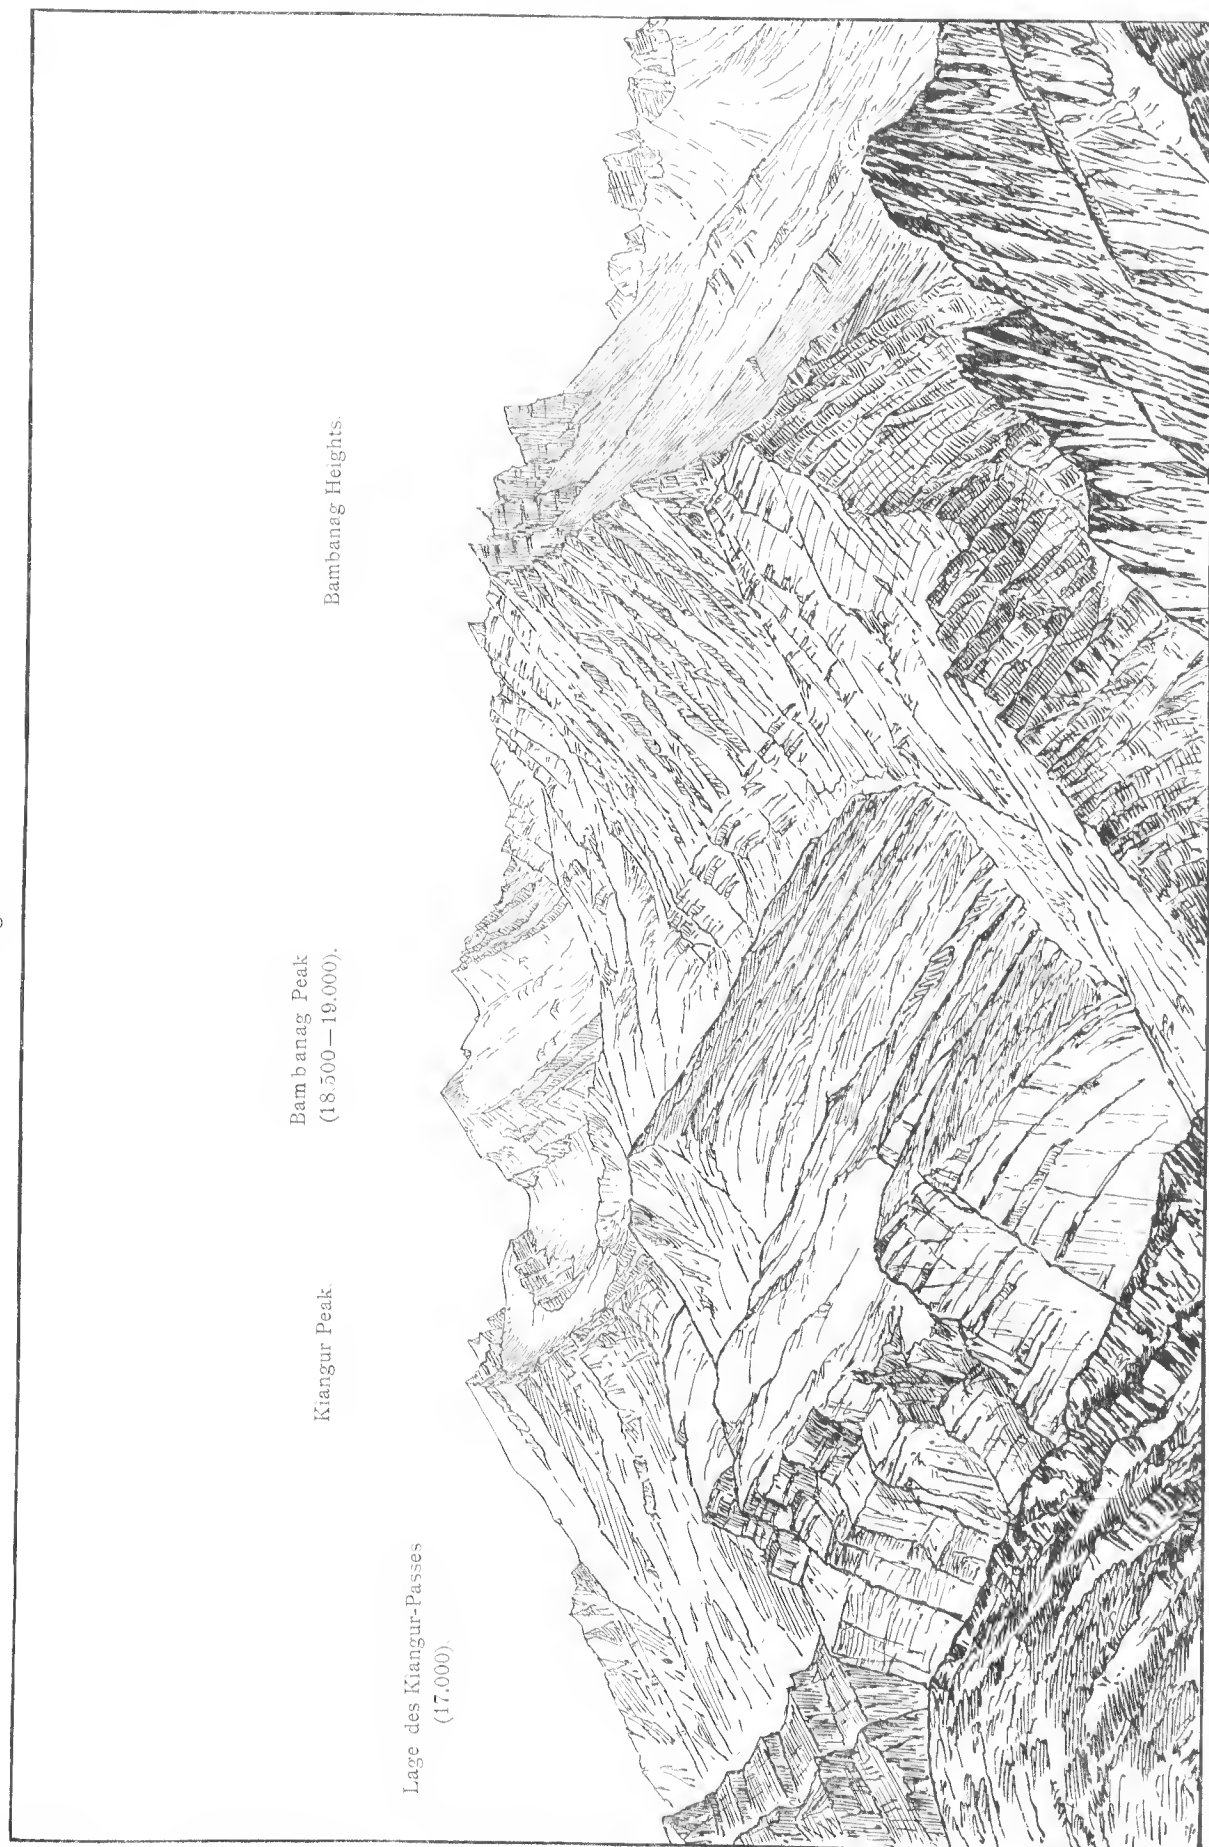 Lage des Kiangur-Passes
(17.000).
Kiangur Peak.
Bambanag Peak
(18.500—19.000).
Bambanag Heights.